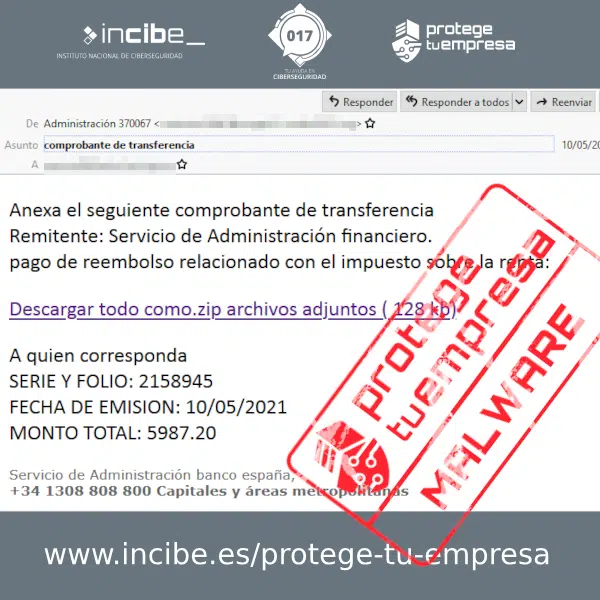 incibe_
INSTITUTO NACIONAL DE CIBERSEGURIDAD
017
TU AYUDA EN
CIBERSEGURIDAD
protege
tuempresa
Responder
Responder a todos
Reenviar
De Administración 370067 < >
Asunto comprobante de transferencia 10/05/20
A
Anexa el seguiente comprobante de transferencia
Remitente: Servicio de Administración financiero.
pago de reembolso relacionado con el impuesto sobre la renta:
Descargar todo como.zip archivos adjuntos ( 128 kb)
A quien corresponda
SERIE Y FOLIO: 2158945
FECHA DE EMISION: 10/05/2021
MONTO TOTAL: 5987.20
Servicio de Administración banco españa,
+34 1308 808 800 Capitales y áreas metropolitanas
protege
tuempresa
MALWARE
www.incibe.es/protege-tu-empresa